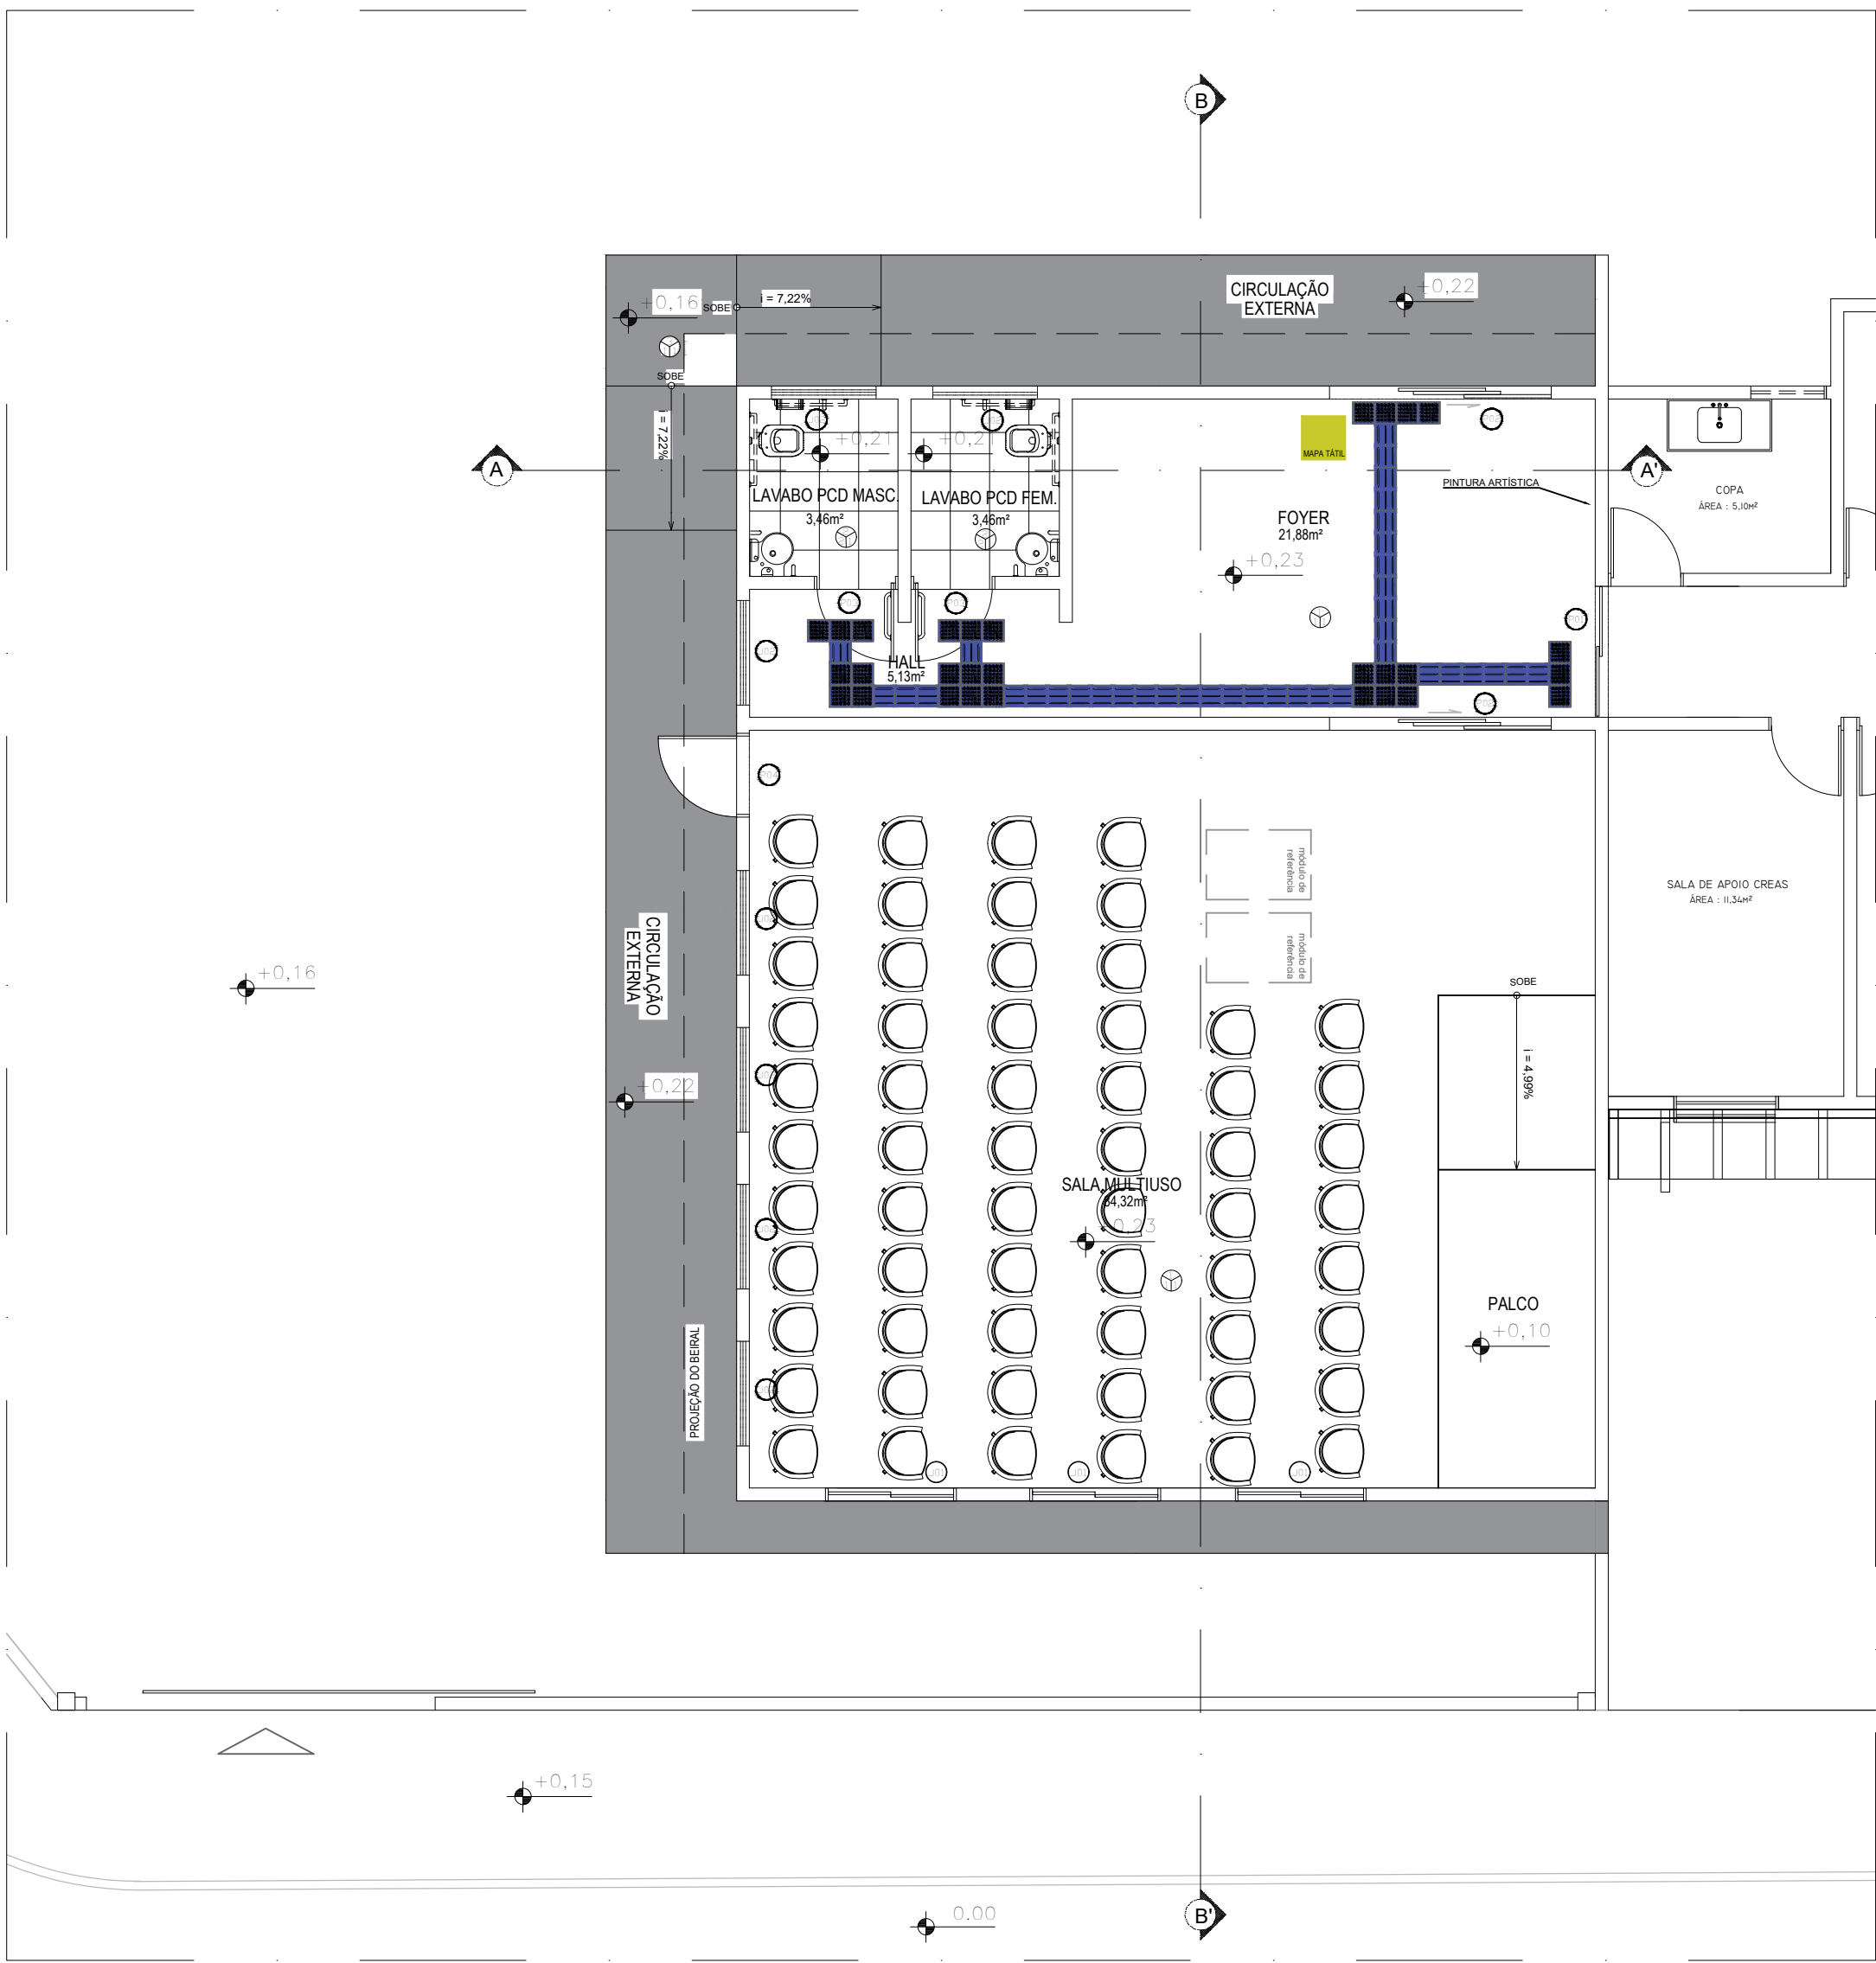 B
CIRCULAÇÃO
EXTERNA
+0,22
+0,16
SOBE
i = 7,22%
SOBE
i = 7,22%
A
+0,21
+0,21
LAVABO PCD MASC.
3,46m²
LAVABO PCD FEM.
3,46m²
MAPA TÁTIL
FOYER
21,88m²
+0,23
PINTURA ARTÍSTICA
A'
COPA
ÁREA : 5,10M²
HALL
5,13m²
módulo de
referência
módulo de
referência
SALA DE APOIO CREAS
ÁREA : 11,34M²
CIRCULAÇÃO
EXTERNA
+0,16
+0,22
SOBE
i = 4,99%
SALA MULTIUSO
+0,23
PALCO
+0,10
PROJEÇÃO DO BEIRAL
J01
J01
J01
+0,15
0.00
B'